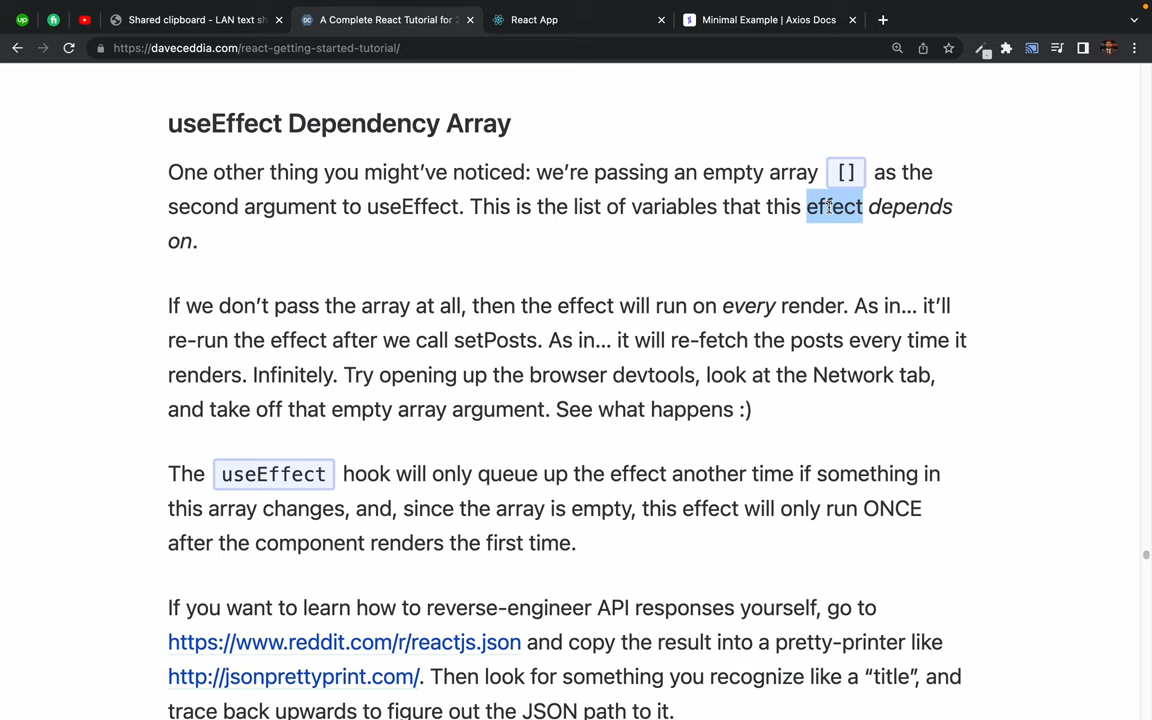 Shared clipboard - LAN text sh
A Complete React Tutorial for 2
React App
Minimal Example | Axios Docs
https://daveceddia.com/react-getting-started-tutorial/
useEffect Dependency Array
One other thing you might’ve noticed: we’re passing an empty array [] as the
second argument to useEffect. This is the list of variables that this effect depends
on.
If we don’t pass the array at all, then the effect will run on every render. As in… it’ll
re-run the effect after we call setPosts. As in… it will re-fetch the posts every time it
renders. Infinitely. Try opening up the browser devtools, look at the Network tab,
and take off that empty array argument. See what happens :)
The useEffect hook will only queue up the effect another time if something in
this array changes, and, since the array is empty, this effect will only run ONCE
after the component renders the first time.
If you want to learn how to reverse-engineer API responses yourself, go to
https://www.reddit.com/r/reactjs.json and copy the result into a pretty-printer like
http://jsonprettyprint.com/. Then look for something you recognize like a “title”, and
trace back upwards to figure out the JSON path to it.